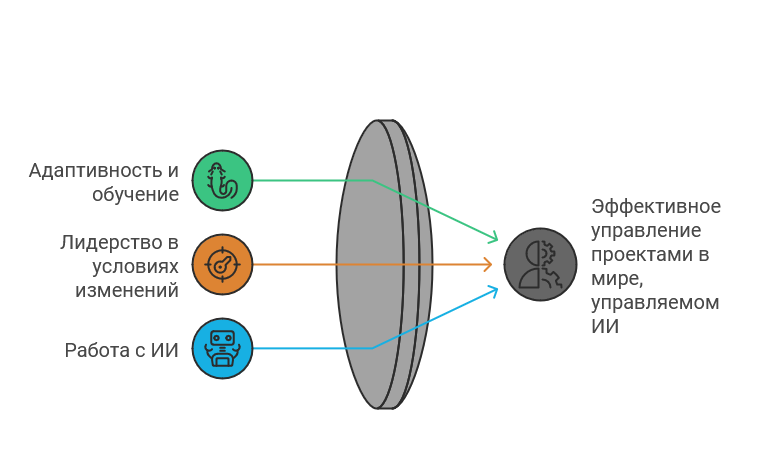 Адаптивность и
обучение
Лидерство в
условиях
изменений
Работа с ИИ
Эффективное
управление
проектами в
мире,
управляемом
ИИ